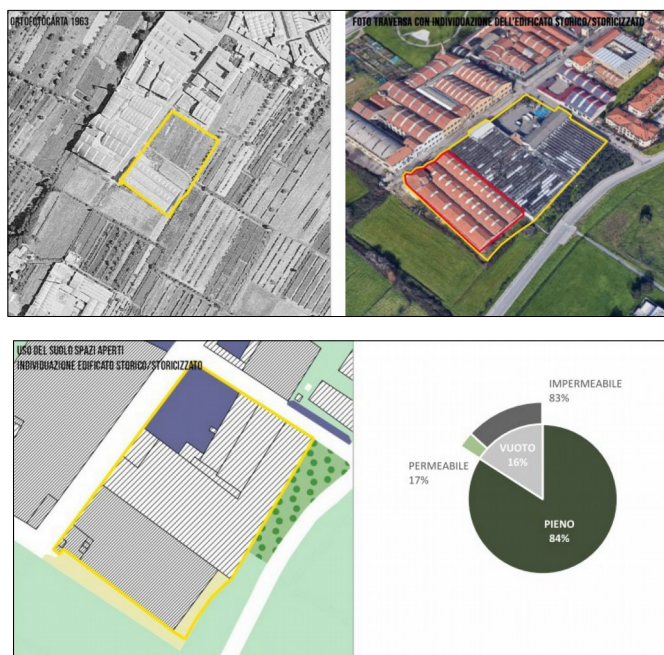 ORTOFOTOCARTA 1963
FOTO TRAVERSA CON INDIVIDUAZIONE DELL'EDIFICATO STORICO/STORICIZZATO
USO DEL SUOLO SPAZI APERTI
INDIVIDUAZIONE EDIFICATO STORICO/STORICIZZATO
IMPERMEABILE
83%
VUOTO
16%
PERMEABILE
17%
PIENO
84%